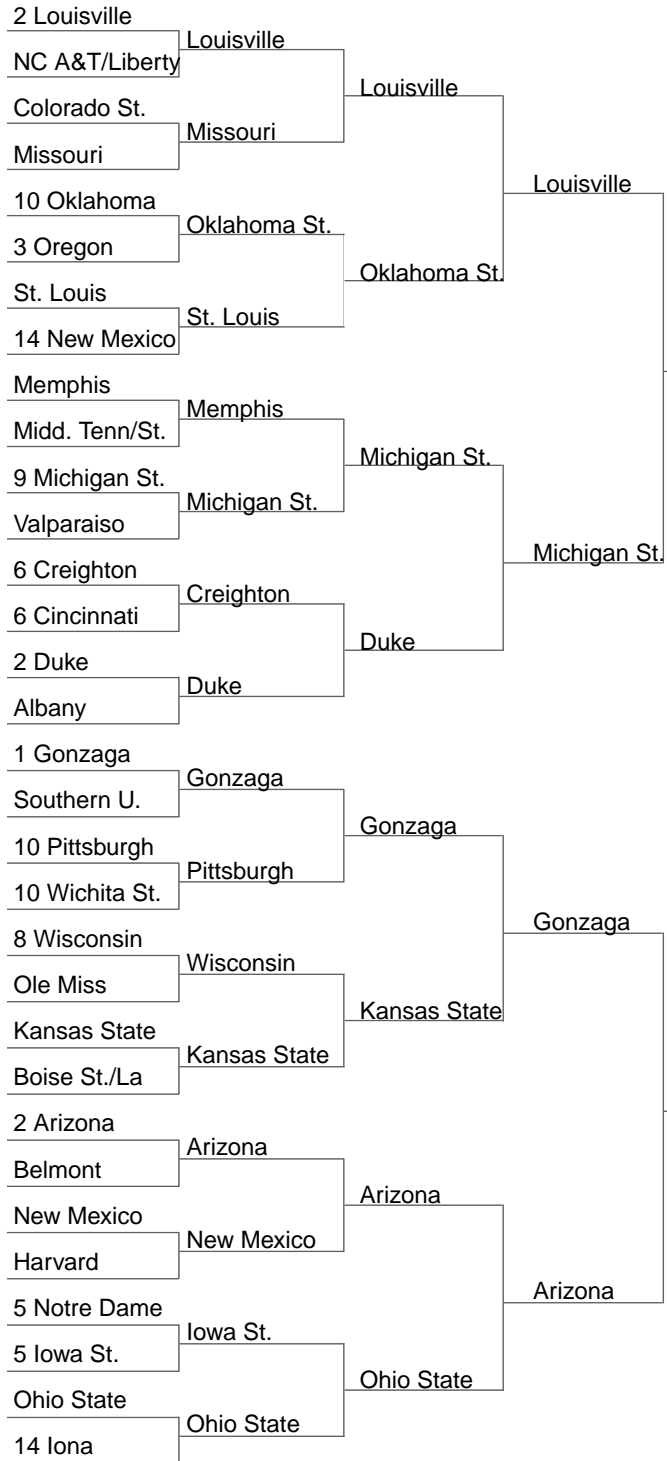 2 Louisville
NC A&T/Liberty
Colorado St.
Missouri
10 Oklahoma
3 Oregon
St. Louis
14 New Mexico
Memphis
Midd. Tenn/St.
9 Michigan St.
Valparaiso
6 Creighton
6 Cincinnati
2 Duke
Albany
1 Gonzaga
Southern U.
10 Pittsburgh
10 Wichita St.
8 Wisconsin
Ole Miss
Kansas State
Boise St./La
2 Arizona
Belmont
New Mexico
Harvard
5 Notre Dame
5 Iowa St.
Ohio State
14 Iona
Louisville
Missouri
Oklahoma St.
St. Louis
Memphis
Michigan St.
Creighton
Duke
Gonzaga
Pittsburgh
Wisconsin
Kansas State
Arizona
New Mexico
Iowa St.
Ohio State
Louisville
Oklahoma St.
Michigan St.
Duke
Gonzaga
Kansas State
Arizona
Ohio State
Louisville
Michigan St.
Gonzaga
Arizona